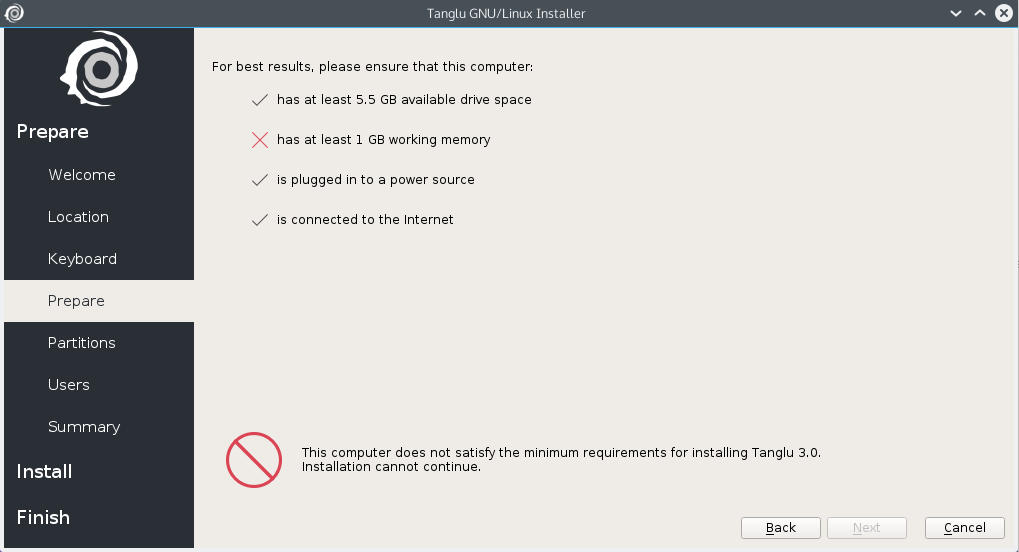 Tanglu GNU/Linux Installer
Prepare
Welcome
Location
Keyboard
Prepare
Partitions
Users
Summary
Install
Finish
For best results, please ensure that this computer:
has at least 5.5 GB available drive space
has at least 1 GB working memory
is plugged in to a power source
is connected to the Internet
This computer does not satisfy the minimum requirements for installing Tanglu 3.0.
Installation cannot continue.
Back
Next
Cancel